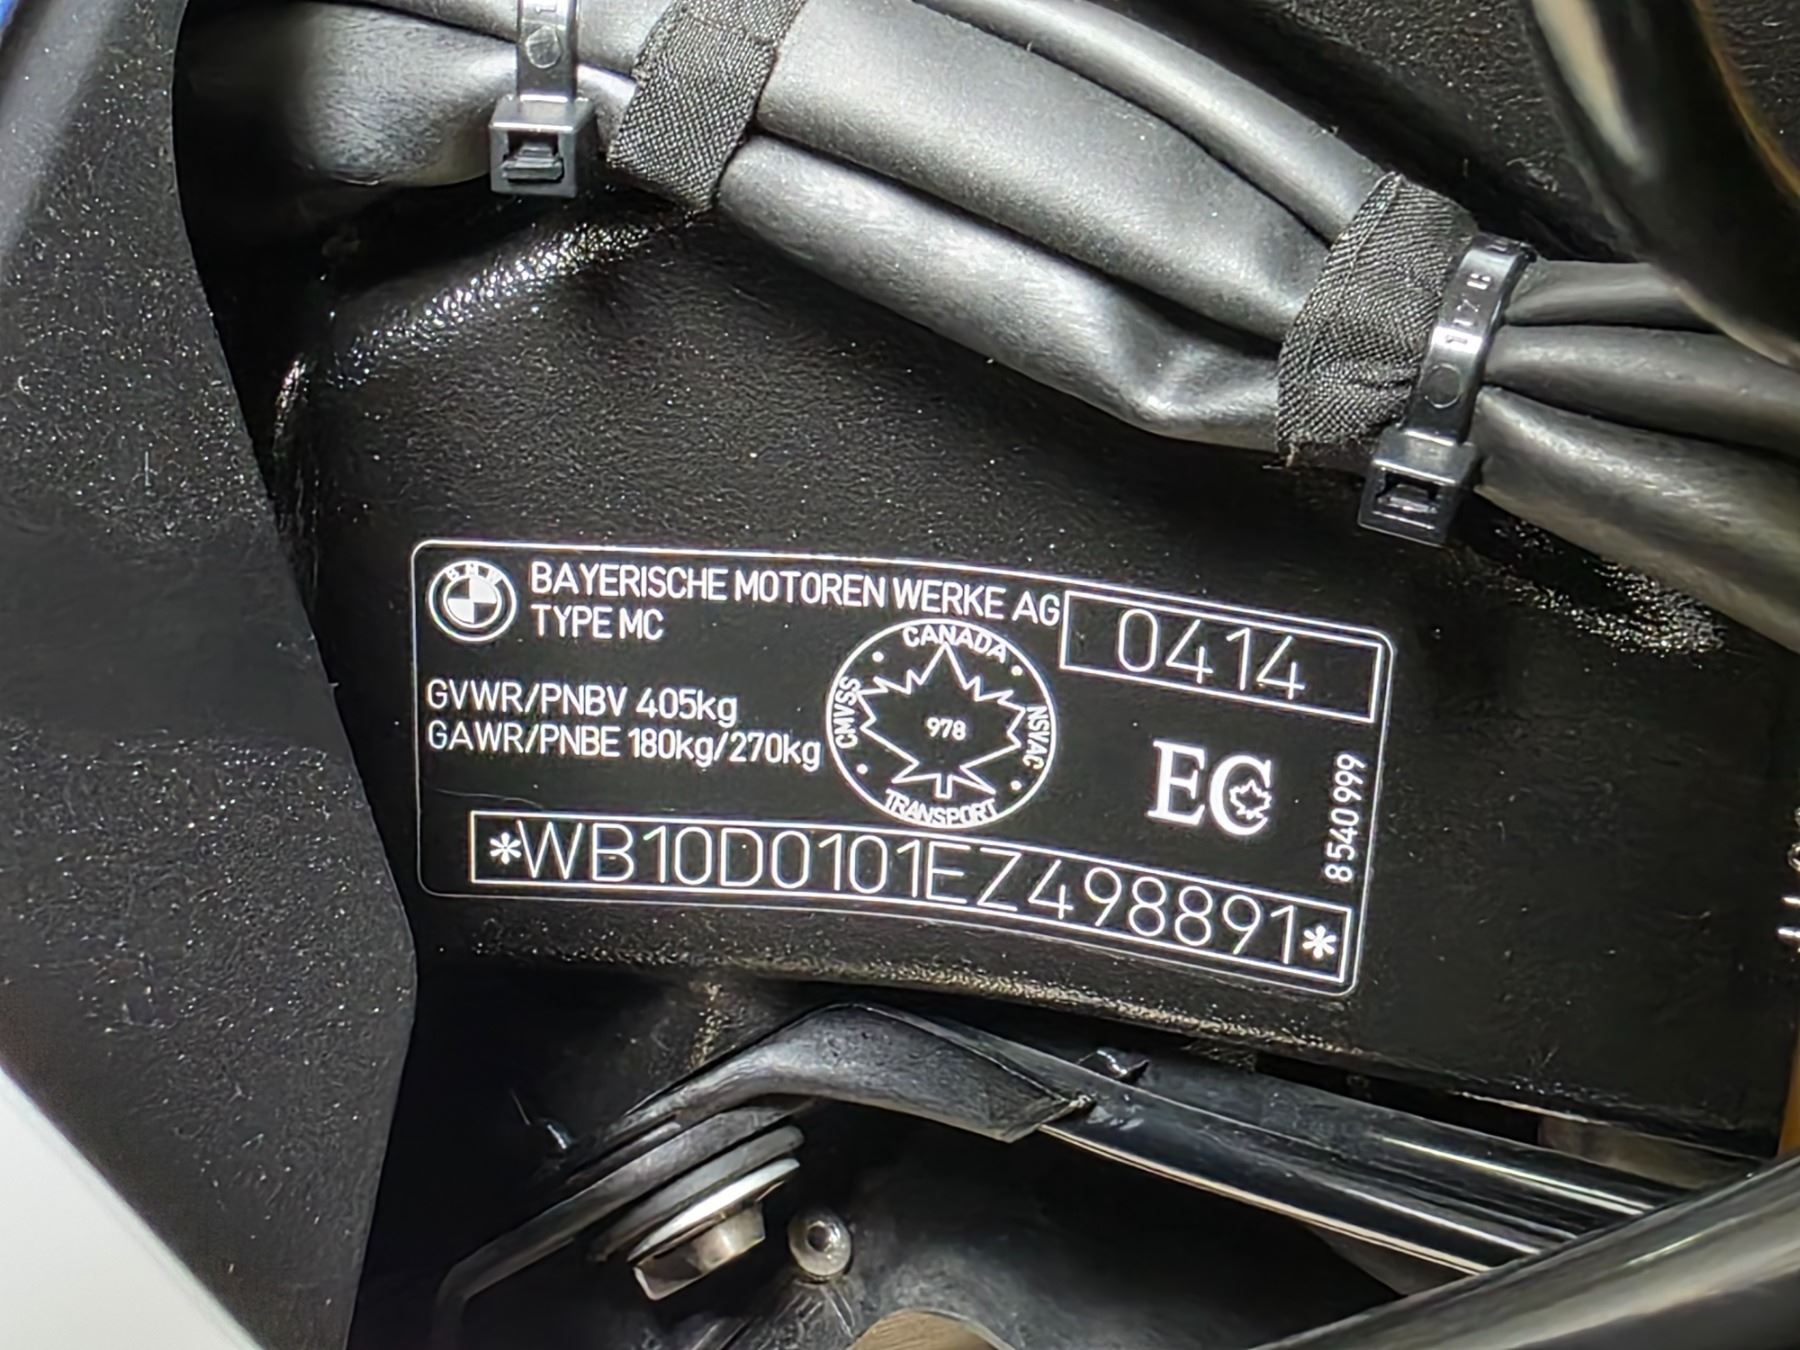 BMW
BAYERISCHE MOTOREN WERKE AG
TYPE MC
0414
GVWR/PNBV 405kg
GAWR/PNBE 180kg/270kg
CANADA
CMVSS
978
NSVAC
TRANSPORT
EC
8540999
*WB10D0101EZ498891*